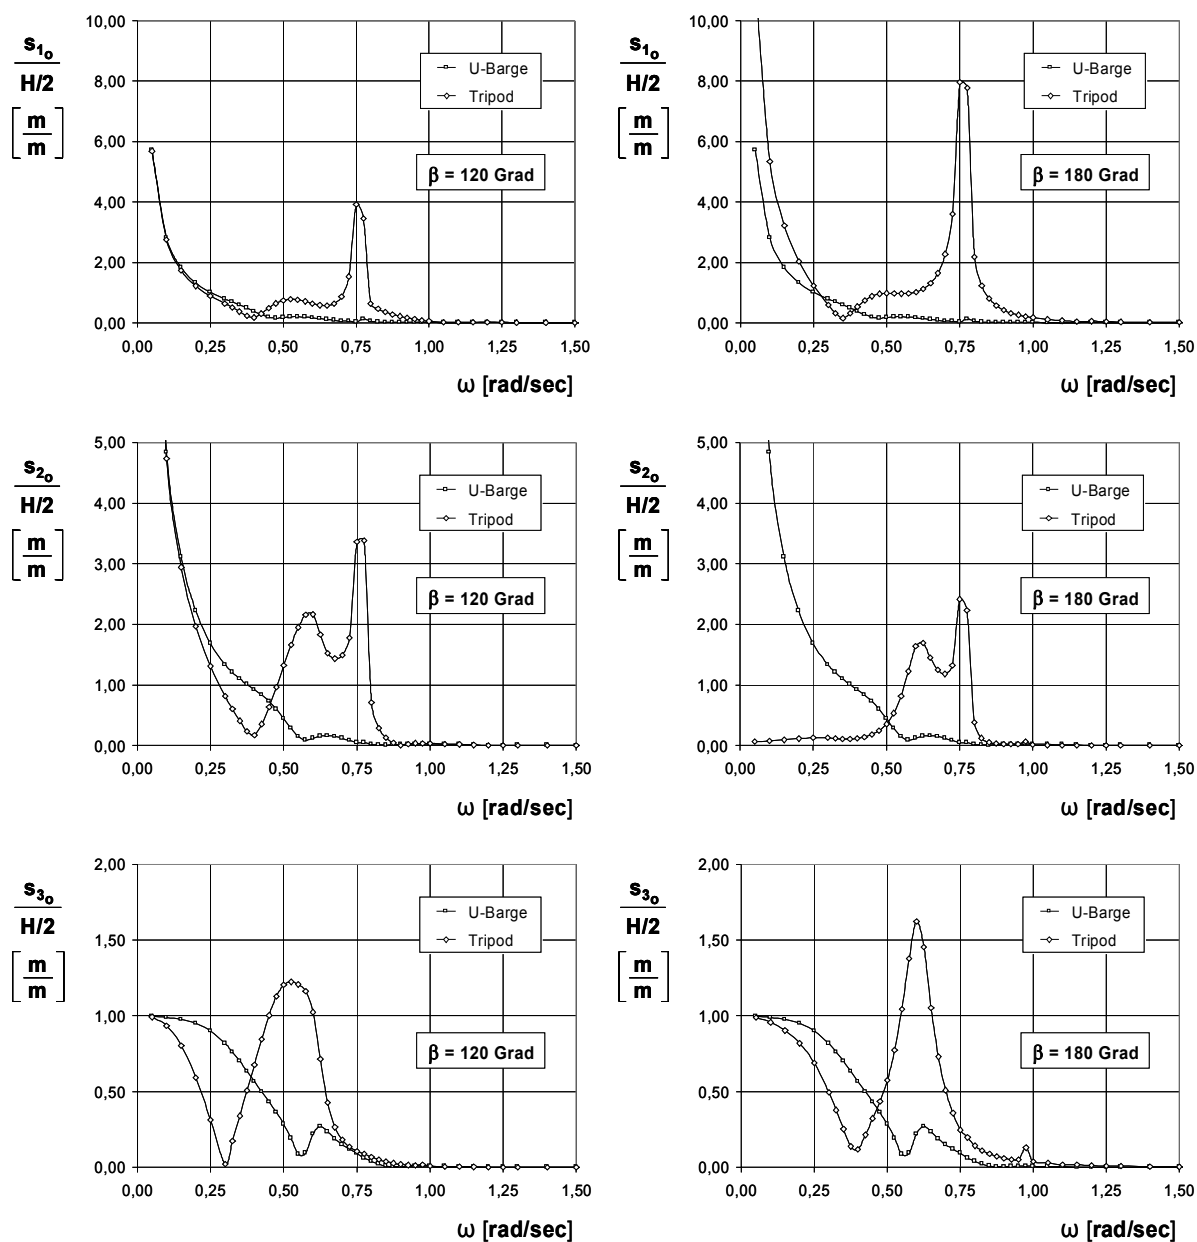 10,00
s1o
H/2
[m/m]
8,00
6,00
4,00
2,00
0,00
U-Barge
Tripod
β = 120 Grad
0,00 0,25 0,50 0,75 1,00 1,25 1,50
ω [rad/sec]
10,00
s1o
H/2
[m/m]
8,00
6,00
4,00
2,00
0,00
U-Barge
Tripod
β = 180 Grad
0,00 0,25 0,50 0,75 1,00 1,25 1,50
ω [rad/sec]
5,00
s2o
H/2
[m/m]
4,00
3,00
2,00
1,00
0,00
U-Barge
Tripod
β = 120 Grad
0,00 0,25 0,50 0,75 1,00 1,25 1,50
ω [rad/sec]
5,00
s2o
H/2
[m/m]
4,00
3,00
2,00
1,00
0,00
U-Barge
Tripod
β = 180 Grad
0,00 0,25 0,50 0,75 1,00 1,25 1,50
ω [rad/sec]
2,00
s3o
H/2
[m/m]
1,50
1,00
0,50
0,00
U-Barge
Tripod
β = 120 Grad
0,00 0,25 0,50 0,75 1,00 1,25 1,50
ω [rad/sec]
2,00
s3o
H/2
[m/m]
1,50
1,00
0,50
0,00
U-Barge
Tripod
β = 180 Grad
0,00 0,25 0,50 0,75 1,00 1,25 1,50
ω [rad/sec]